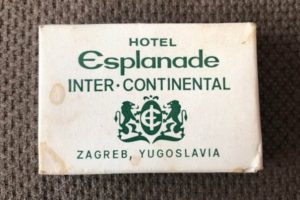 HOTEL
Esplanade
INTER·CONTINENTAL
ZAGREB, YUGOSLAVIA